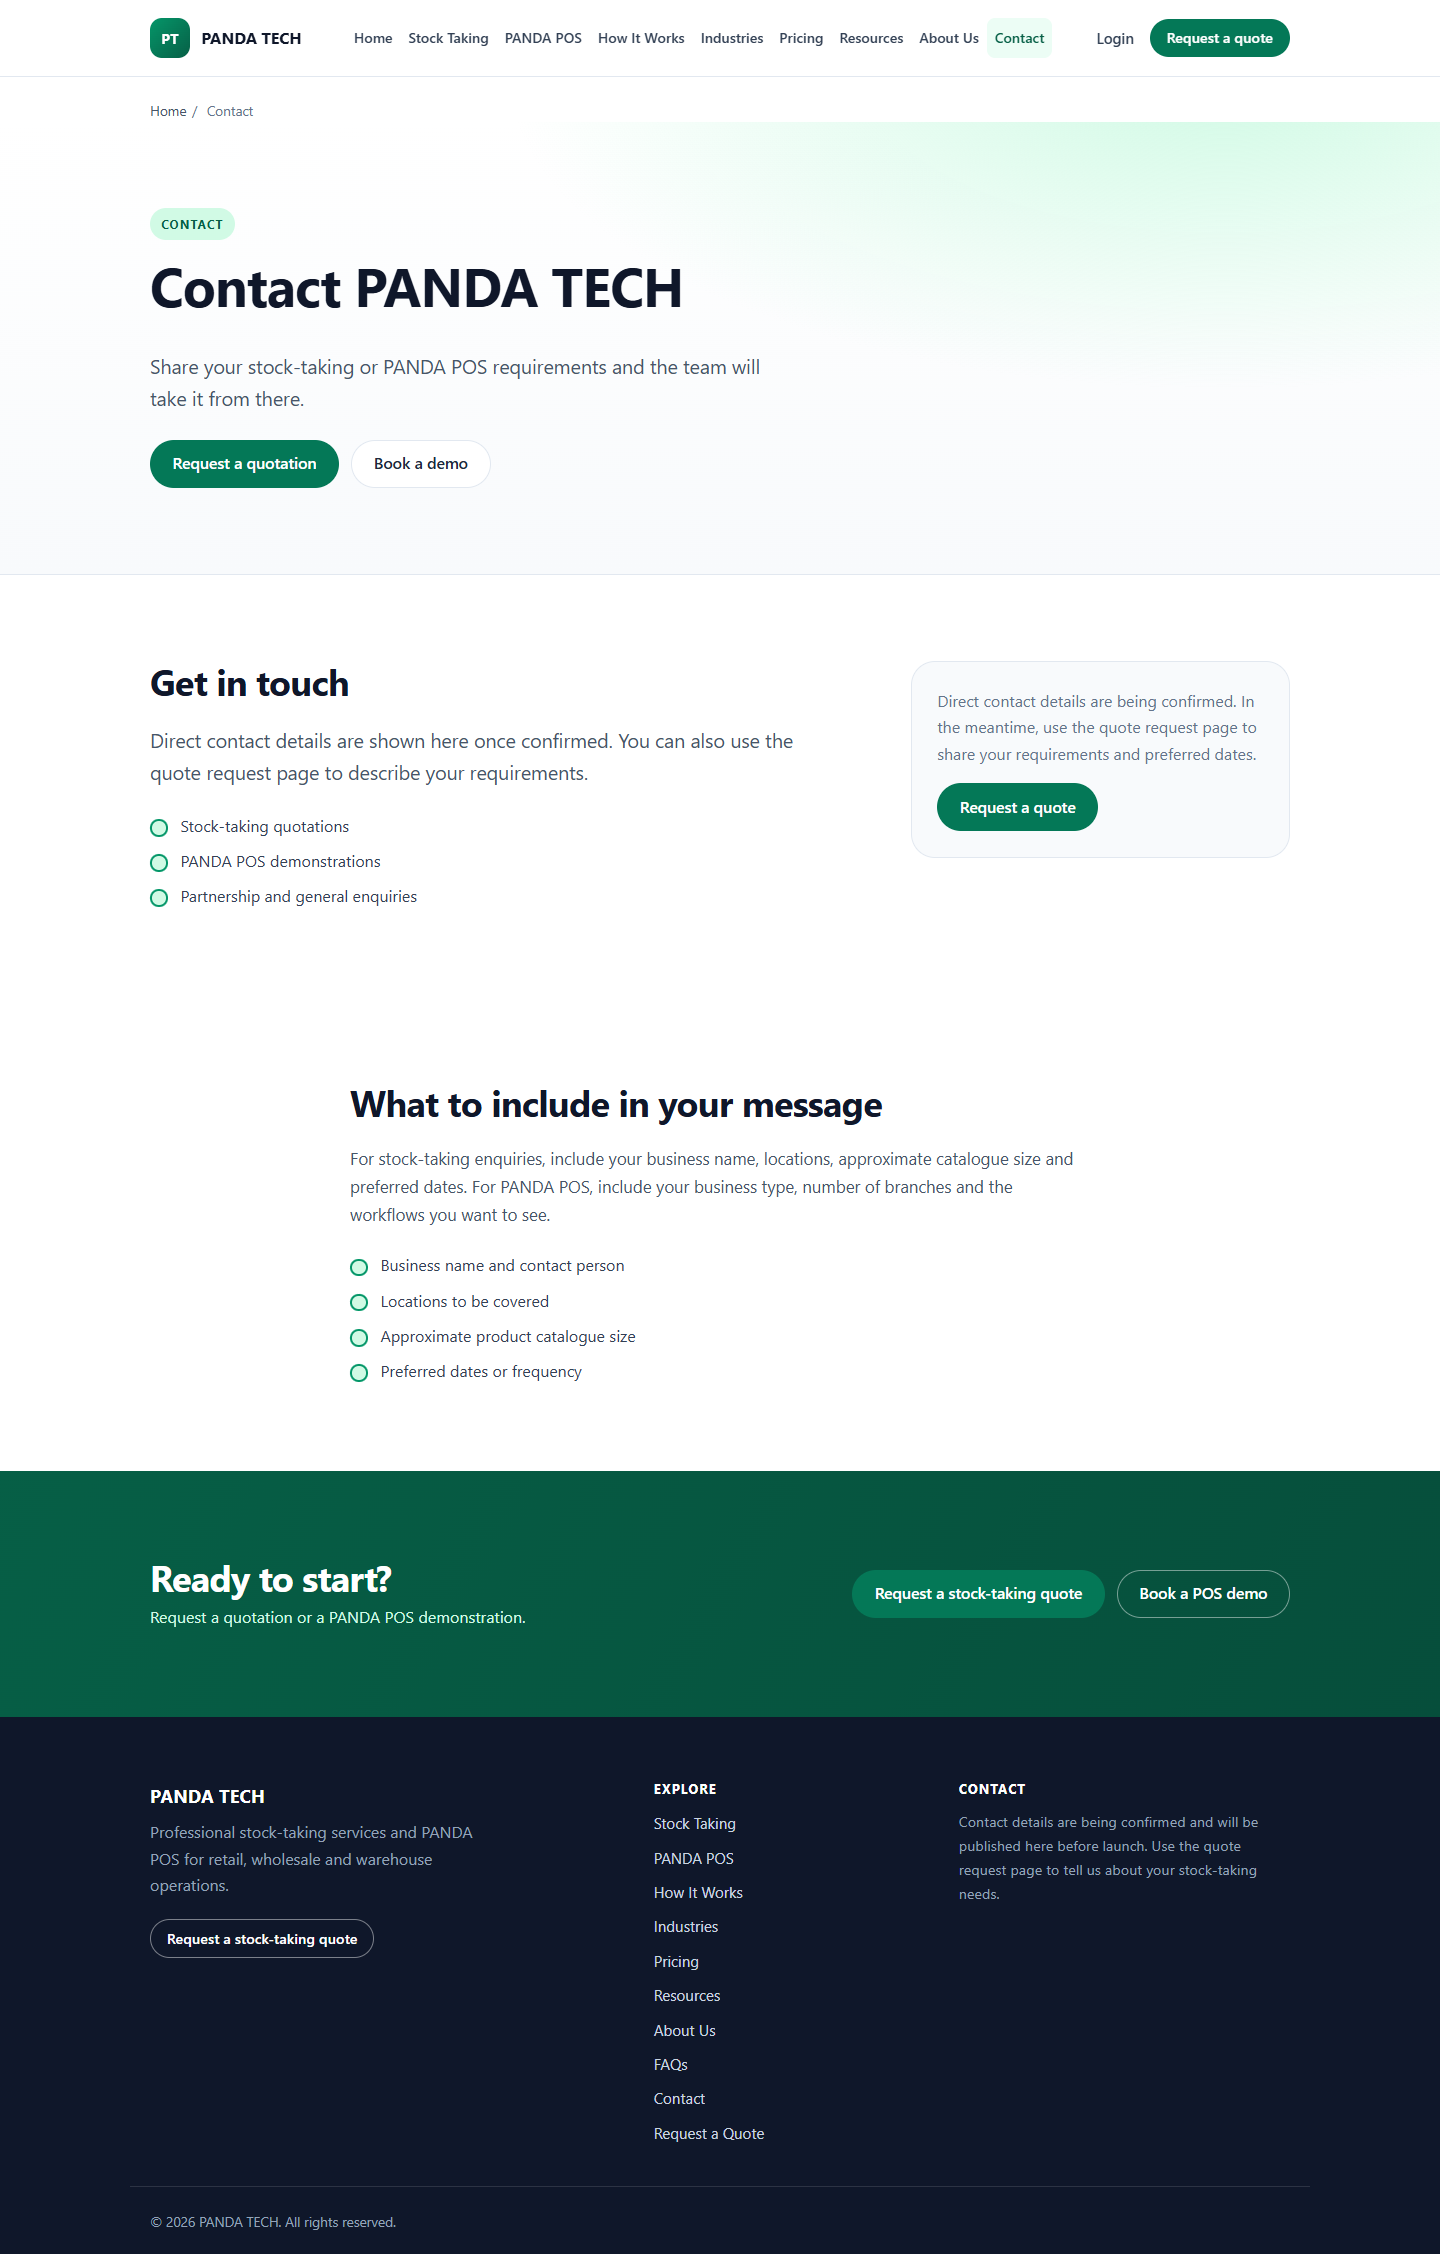 PT
PANDA TECH
Home
Stock Taking
PANDA POS
How It Works
Industries
Pricing
Resources
About Us
Contact
Login
Request a quote
Home / Contact
CONTACT
Contact PANDA TECH
Share your stock-taking or PANDA POS requirements and the team will
take it from there.
Request a quotation
Book a demo
Get in touch
Direct contact details are shown here once confirmed. You can also use the
quote request page to describe your requirements.
Stock-taking quotations
PANDA POS demonstrations
Partnership and general enquiries
Direct contact details are being confirmed. In
the meantime, use the quote request page to
share your requirements and preferred dates.
Request a quote
What to include in your message
For stock-taking enquiries, include your business name, locations, approximate catalogue size and
preferred dates. For PANDA POS, include your business type, number of branches and the
workflows you want to see.
Business name and contact person
Locations to be covered
Approximate product catalogue size
Preferred dates or frequency
Ready to start?
Request a quotation or a PANDA POS demonstration.
Request a stock-taking quote
Book a POS demo
PANDA TECH
Professional stock-taking services and PANDA
POS for retail, wholesale and warehouse
operations.
Request a stock-taking quote
EXPLORE
Stock Taking
PANDA POS
How It Works
Industries
Pricing
Resources
About Us
FAQs
Contact
Request a Quote
CONTACT
Contact details are being confirmed and will be
published here before launch. Use the quote
request page to tell us about your stock-taking
needs.
© 2026 PANDA TECH. All rights reserved.